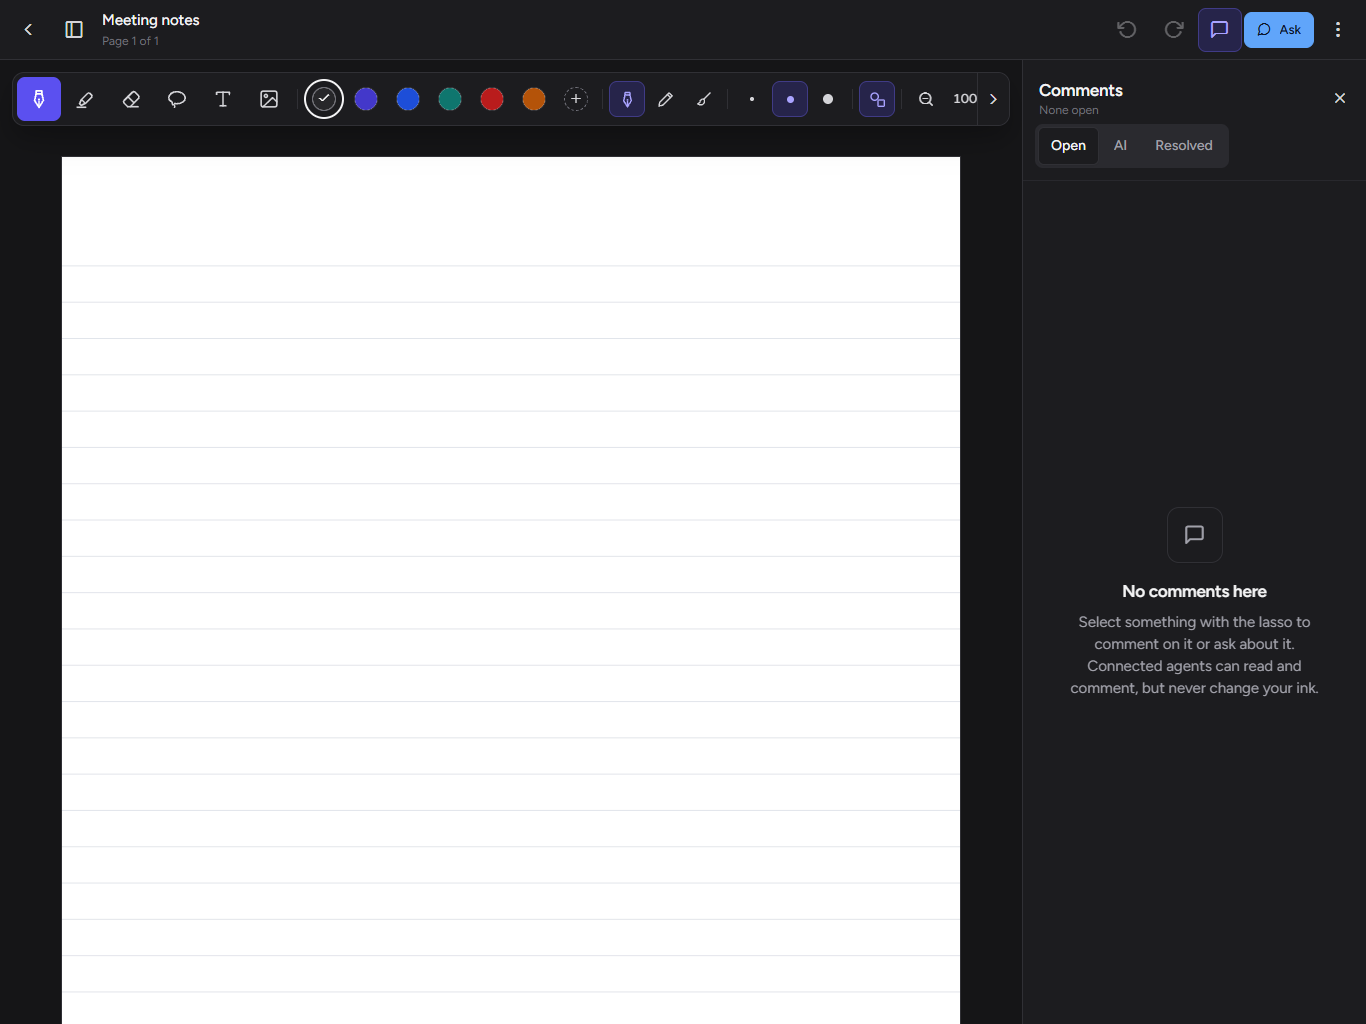 Meeting notes
Page 1 of 1
Ask
100
Comments
None open
Open AI Resolved
No comments here
Select something with the lasso to
comment on it or ask about it.
Connected agents can read and
comment, but never change your ink.